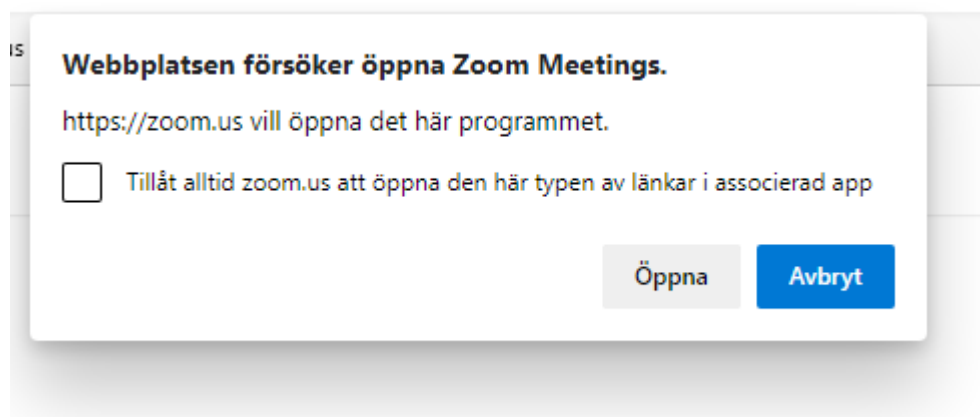 us
Webbplatsen försöker öppna Zoom Meetings.
https://zoom.us vill öppna det här programmet.
Tillåt alltid zoom.us att öppna den här typen av länkar i associerad app
Öppna
Avbryt